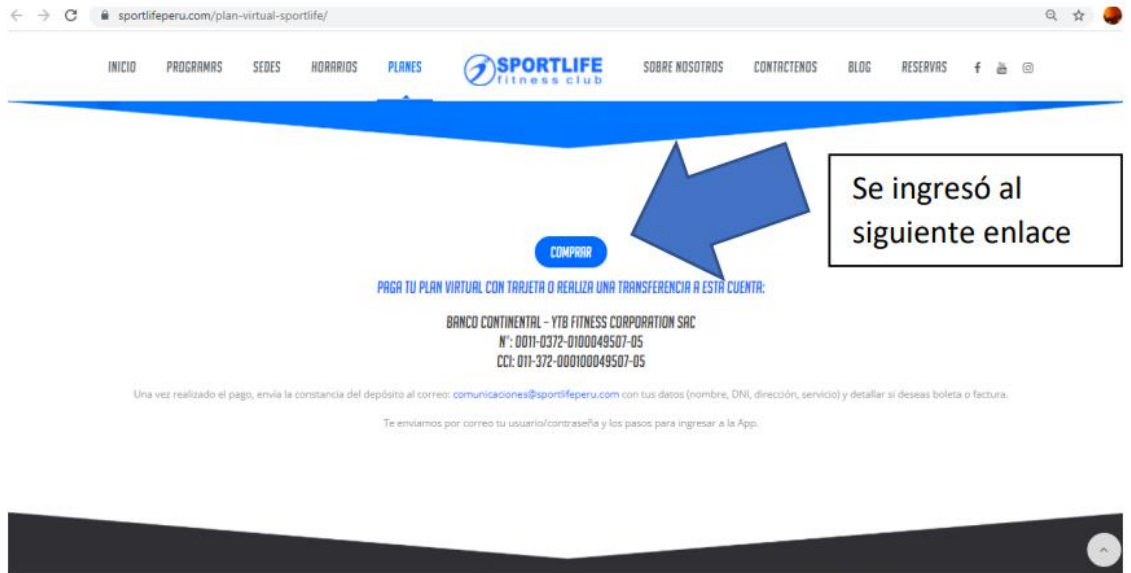 sportlifeperu.com/plan-virtual-sportlife/
INICIO PROGRAMAS SEDES HORARIOS PLANES SPORTLIFE fitness club SOBRE NOSOTROS CONTACTENOS BLOG RESERVAS
Se ingresó al
siguiente enlace
COMPRAR
PAGA TU PLAN VIRTUAL CON TARJETA O REALIZA UNA TRANSFERENCIA A ESTA CUENTA:
BANCO CONTINENTAL – YTB FITNESS CORPORATION SAC
N°: 0011-0372-0100049507-05
CCI: 011-372-000100049507-05
Una vez realizado el pago, envía la constancia del depósito al correo: comunicaciones@sportlifeperu.com con tus datos (nombre, DNI, dirección, servicio) y detallar si deseas boleta o factura.
Te enviamos por correo tu usuario/contraseña y los pasos para ingresar a la App.